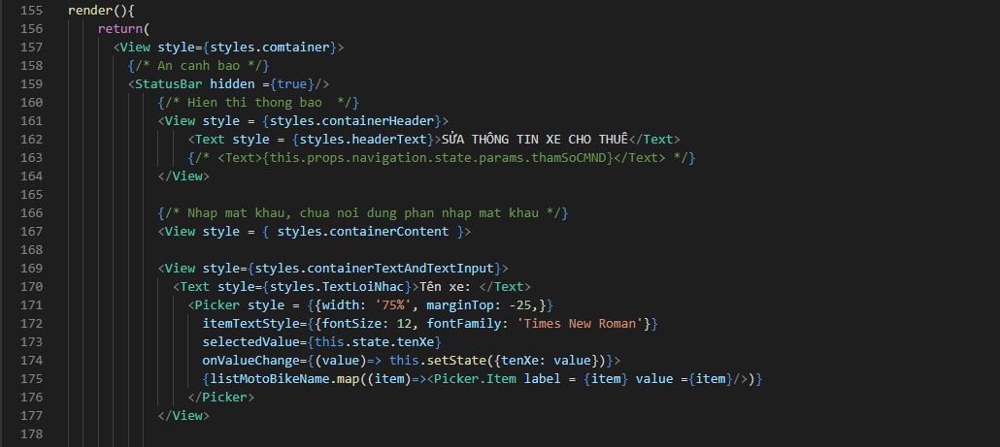 155 render(){
156 return(
157 <View style={styles.comtainer}>
158 {/* An canh bao */}
159 <StatusBar hidden ={true}/>
160 {/* Hien thi thong bao  */}
161 <View style = {styles.containerHeader}>
162 <Text style = {styles.headerText}>SỬA THÔNG TIN XE CHO THUÊ</Text>
163 {/* <Text>{this.props.navigation.state.params.thamSoCMND}</Text> */}
164 </View>
165
166 {/* Nhap mat khau, chua noi dung phan nhap mat khau */}
167 <View style = { styles.containerContent }>
168
169 <View style={styles.containerTextAndTextInput}>
170 <Text style={styles.TextLoiNhac}>Tên xe: </Text>
171 <Picker style = {{width: '75%', marginTop: -25,}}
172 itemTextStyle={{fontSize: 12, fontFamily: 'Times New Roman'}}
173 selectedValue={this.state.tenXe}
174 onValueChange={(value)=> this.setState({tenXe: value})}>
175 {listMotoBikeName.map((item)=><Picker.Item label = {item} value ={item}/>)}
176 </Picker>
177 </View>
178